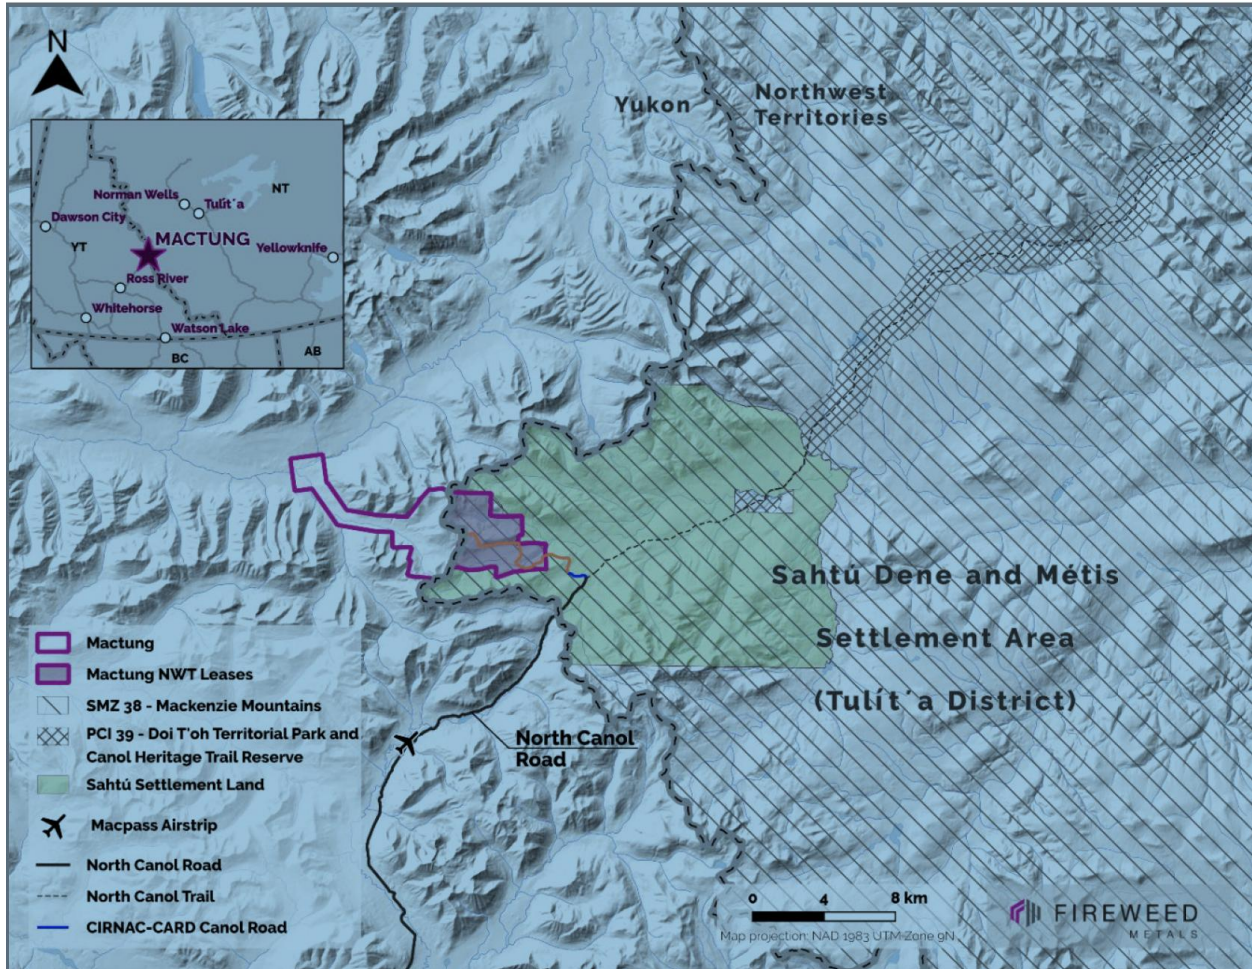 N
Yukon
Northwest
Territories
NT
Norman Wells
Tulít´a
Dawson City
YT
MACTUNG
Yellowknife
Ross River
Whitehorse
Watson Lake
BC
AB
Sahtú Dene and Métis
Settlement Area
(Tulít´a District)
North Canol
Road
Mactung
Mactung NWT Leases
SMZ 38 - Mackenzie Mountains
PCI 39 - Doi T'oh Territorial Park and
Canol Heritage Trail Reserve
Sahtú Settlement Land
Macpass Airstrip
North Canol Road
North Canol Trail
CIRNAC-CARD Canol Road
0 4 8 km
Map projection: NAD 1983 UTM Zone 9N
FIREWEED
METALS